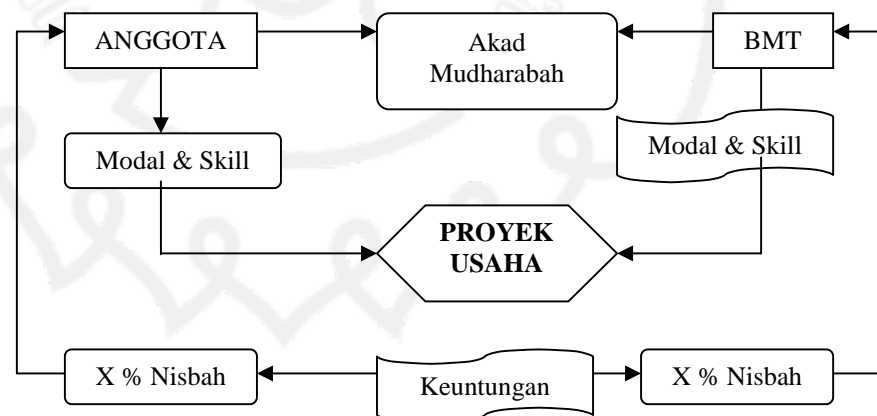 ANGGOTA
Akad
Mudharabah
BMT
Modal & Skill
Modal & Skill
PROYEK
USAHA
X % Nisbah
Keuntungan
X % Nisbah